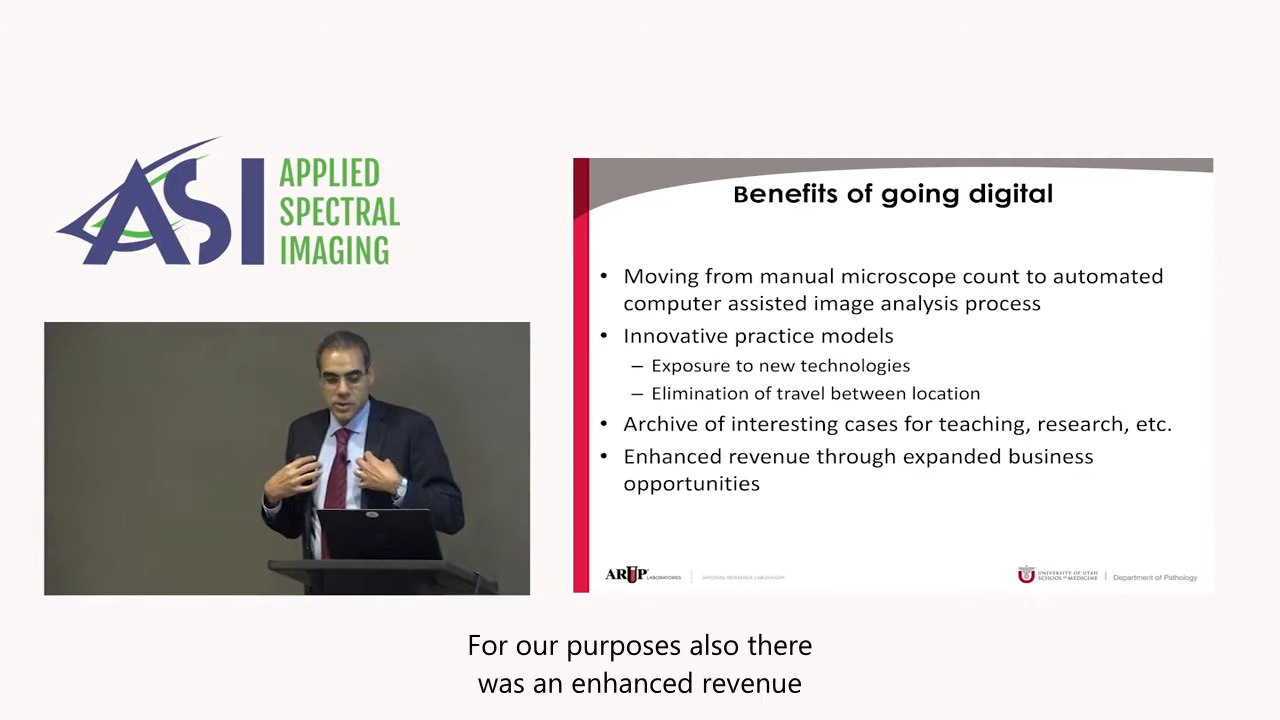 ASI
APPLIED
SPECTRAL
IMAGING
Benefits of going digital
• Moving from manual microscope count to automated
computer assisted image analysis process
• Innovative practice models
– Exposure to new technologies
– Elimination of travel between location
• Archive of interesting cases for teaching, research, etc.
• Enhanced revenue through expanded business
opportunities
ARUP LABORATORIES | NATIONAL REFERENCE LABORATORY
UNIVERSITY OF UTAH
SCHOOL OF MEDICINE | Department of Pathology
For our purposes also there
was an enhanced revenue